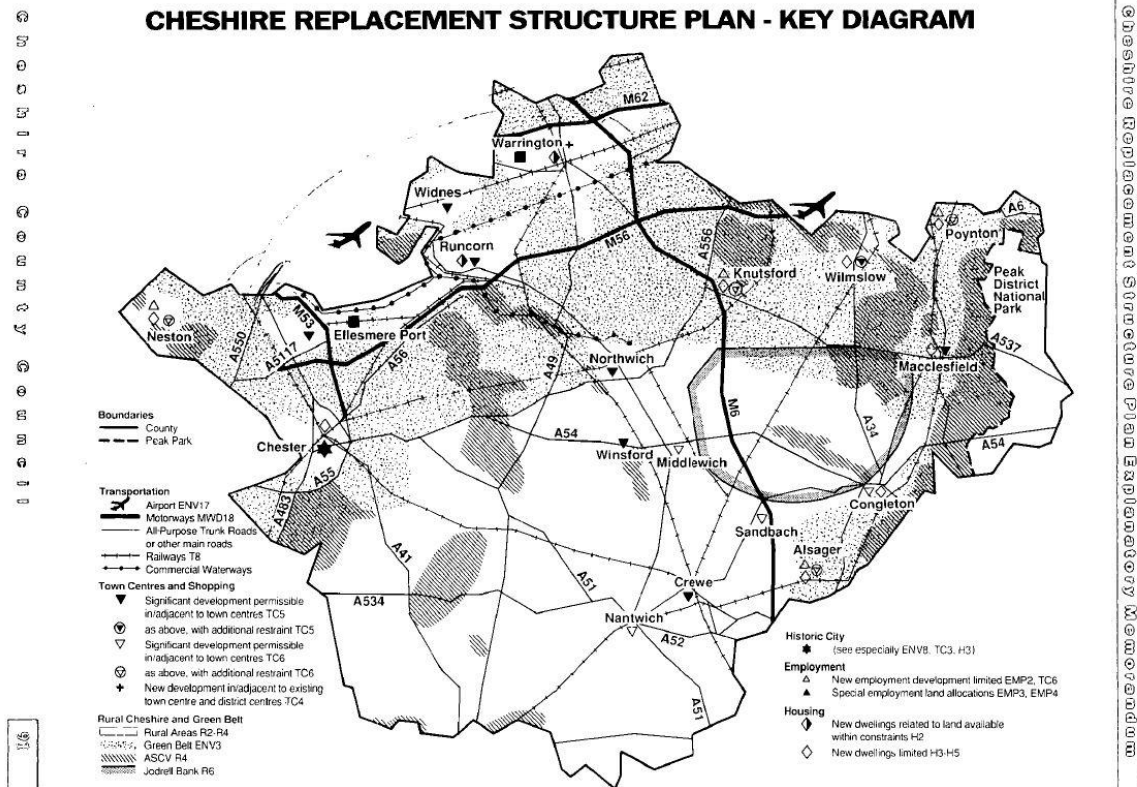 CHESHIRE REPLACEMENT STRUCTURE PLAN - KEY DIAGRAM
Cheshire County Council
Cheshire Replacement Structure Plan Explanatory Memorandum
M62
Warrington
Widnes
Runcorn
M56
A556
Knutsford
Wilmslow
A6
Poynton
Peak
District
National
Park
Neston
A550
M53
A5117
Ellesmere Port
A56
A49
Northwich
Macclesfield
A537
M6
A34
A54
Chester
A54
Winsford
Middlewich
Congleton
A55
A483
Sandbach
Alsager
A41
A51
Crewe
A534
Nantwich
A52
A51
Boundaries
County
Peak Park
Transportation
Airport ENV17
Motorways MWD18
All-Purpose Trunk Roads
or other main roads
Railways T8
Commercial Waterways
Town Centres and Shopping
Significant development permissible
in/adjacent to town centres TC5
as above, with additional restraint TC5
Significant development permissible
in/adjacent to town centres TC6
as above, with additional restraint TC6
New development in/adjacent to existing
town centre and district centres TC4
Rural Cheshire and Green Belt
Rural Areas R2-R4
Green Belt ENV3
ASCV R4
Jodrell Bank R6
Historic City
(see especially ENV8, TC3, H3)
Employment
New employment development limited EMP2, TC6
Special employment land allocations EMP3, EMP4
Housing
New dwellings related to land available
within constraints H2
New dwellings limited H3-H5